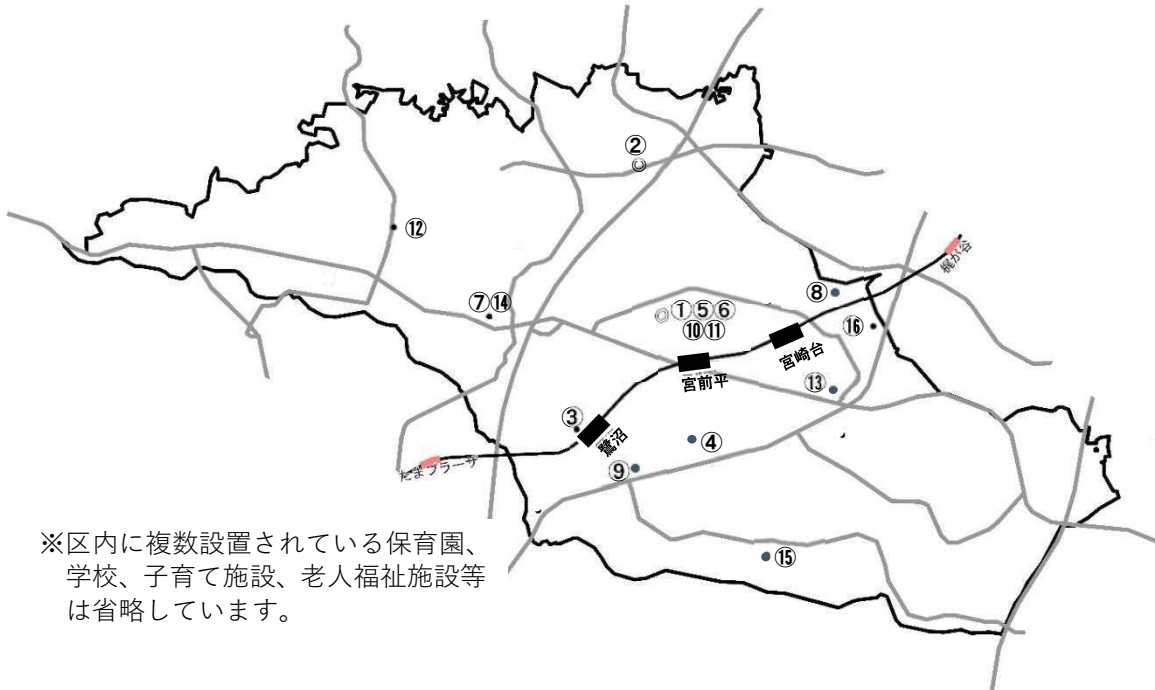 ②
⑫
梶が谷
⑧
⑦⑭
①⑤⑥
⑩⑪
⑯
宮崎台
宮前平
⑬
③
鷺沼
④
たまプラーザ
⑨
⑮
※区内に複数設置されている保育園、
学校、子育て施設、老人福祉施設等
は省略しています。